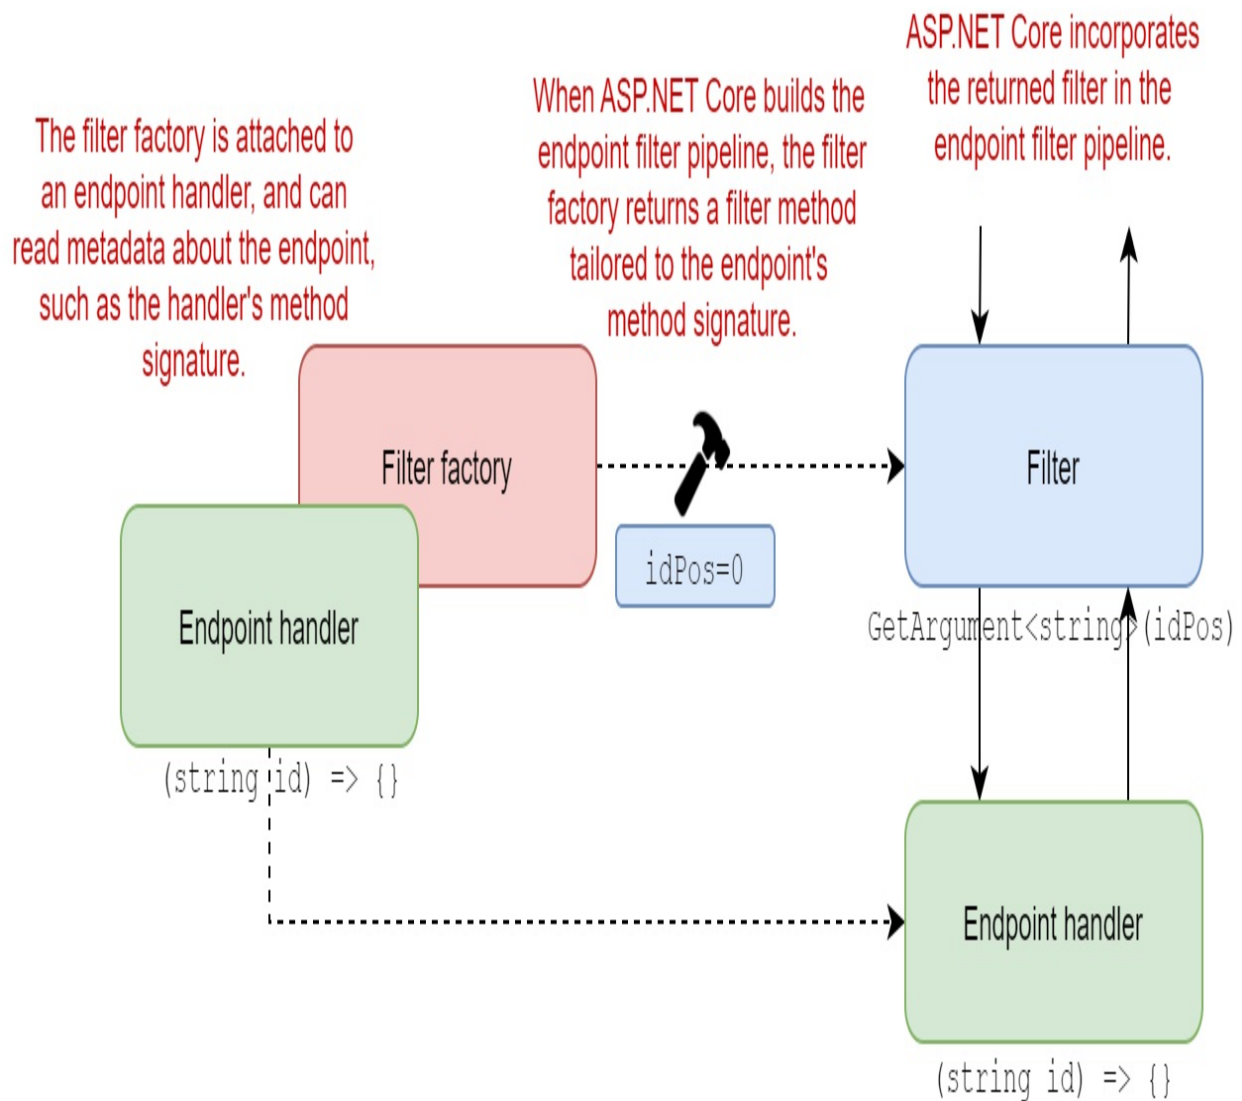 The filter factory is attached to
an endpoint handler, and can
read metadata about the endpoint,
such as the handler's method
signature.
When ASP.NET Core builds the
endpoint filter pipeline, the filter
factory returns a filter method
tailored to the endpoint's
method signature.
ASP.NET Core incorporates
the returned filter in the
endpoint filter pipeline.
Filter factory
Filter
idPos=0
Endpoint handler
GetArgument<string>(idPos)
(string id) => {}
Endpoint handler
(string id) => {}